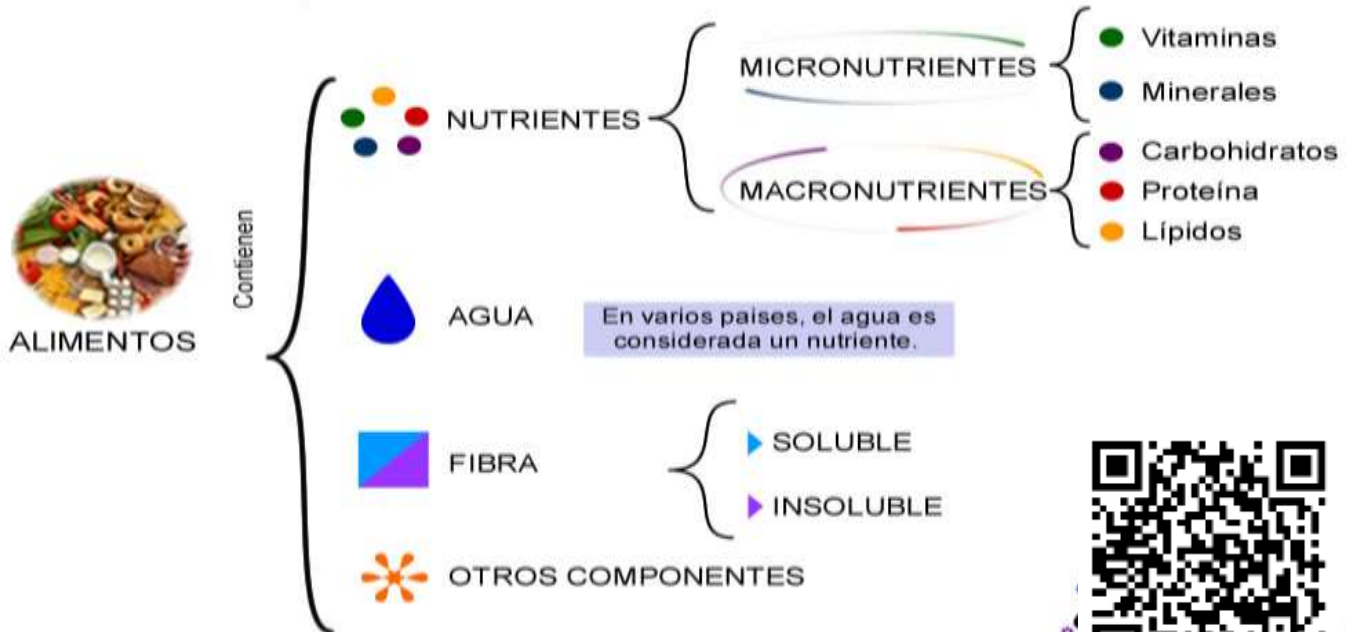 Vitaminas
MICRONUTRIENTES
Minerales
NUTRIENTES
Carbohidratos
MACRONUTRIENTES
Proteína
Lípidos
Contienen
ALIMENTOS
AGUA
En varios paises, el agua es
considerada un nutriente.
FIBRA
SOLUBLE
INSOLUBLE
OTROS COMPONENTES